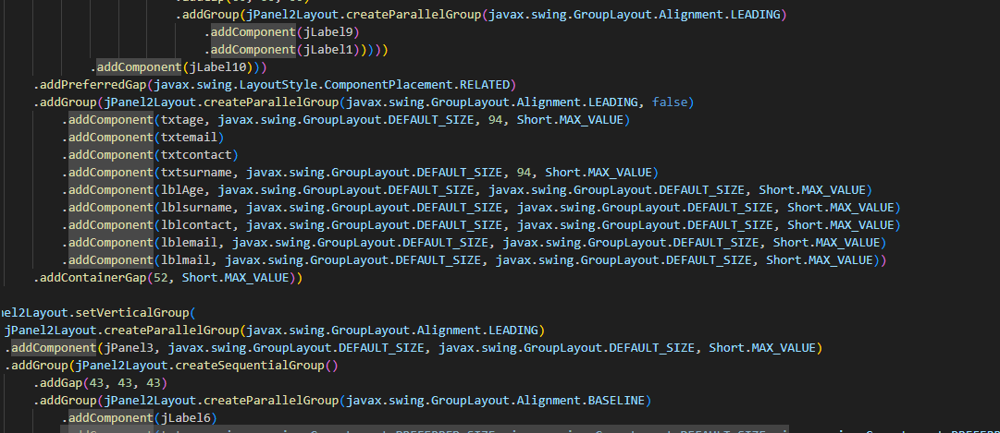 .addGroup(jPanel2Layout.createParallelGroup(javax.swing.GroupLayout.Alignment.LEADING)
.addComponent(jLabel9)
.addComponent(jLabel1)))))
.addComponent(jLabel10)))
.addPreferredGap(javax.swing.LayoutStyle.ComponentPlacement.RELATED)
.addGroup(jPanel2Layout.createParallelGroup(javax.swing.GroupLayout.Alignment.LEADING, false)
.addComponent(txtage, javax.swing.GroupLayout.DEFAULT_SIZE, 94, Short.MAX_VALUE)
.addComponent(txtemail)
.addComponent(txtcontact)
.addComponent(txtsurname, javax.swing.GroupLayout.DEFAULT_SIZE, 94, Short.MAX_VALUE)
.addComponent(lblAge, javax.swing.GroupLayout.DEFAULT_SIZE, javax.swing.GroupLayout.DEFAULT_SIZE, Short.MAX_VALUE)
.addComponent(lblsurname, javax.swing.GroupLayout.DEFAULT_SIZE, javax.swing.GroupLayout.DEFAULT_SIZE, Short.MAX_VALUE)
.addComponent(lblcontact, javax.swing.GroupLayout.DEFAULT_SIZE, javax.swing.GroupLayout.DEFAULT_SIZE, Short.MAX_VALUE)
.addComponent(lblemail, javax.swing.GroupLayout.DEFAULT_SIZE, javax.swing.GroupLayout.DEFAULT_SIZE, Short.MAX_VALUE)
.addComponent(lblmail, javax.swing.GroupLayout.DEFAULT_SIZE, javax.swing.GroupLayout.DEFAULT_SIZE, Short.MAX_VALUE))
.addContainerGap(52, Short.MAX_VALUE))
nel2Layout.setVerticalGroup(
jPanel2Layout.createParallelGroup(javax.swing.GroupLayout.Alignment.LEADING)
.addComponent(jPanel3, javax.swing.GroupLayout.DEFAULT_SIZE, javax.swing.GroupLayout.DEFAULT_SIZE, Short.MAX_VALUE)
.addGroup(jPanel2Layout.createSequentialGroup()
.addGap(43, 43, 43)
.addGroup(jPanel2Layout.createParallelGroup(javax.swing.GroupLayout.Alignment.BASELINE)
.addComponent(jLabel6)